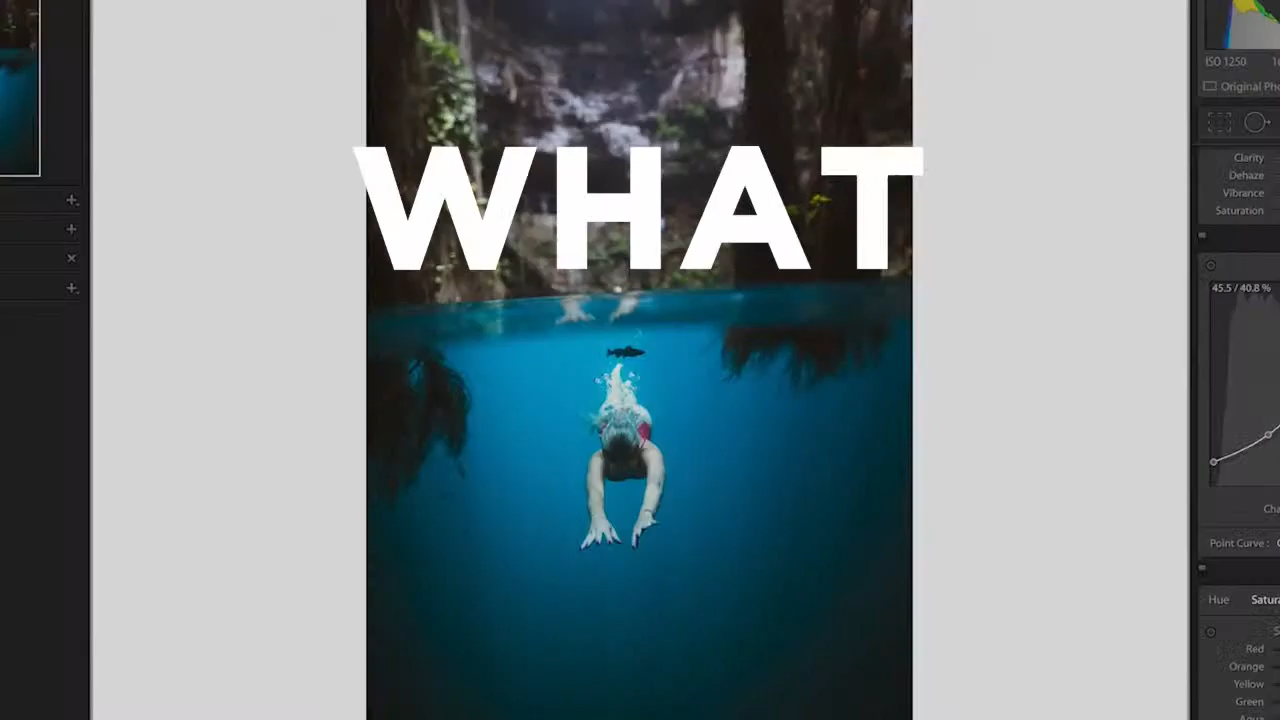 WHAT
ISO 1250
Original Pho
Clarity
Dehaze
Vibrance
Saturation
45.5 / 40.8 %
Cha
Point Curve :
Hue Satura
Red
Orange
Yellow
Green